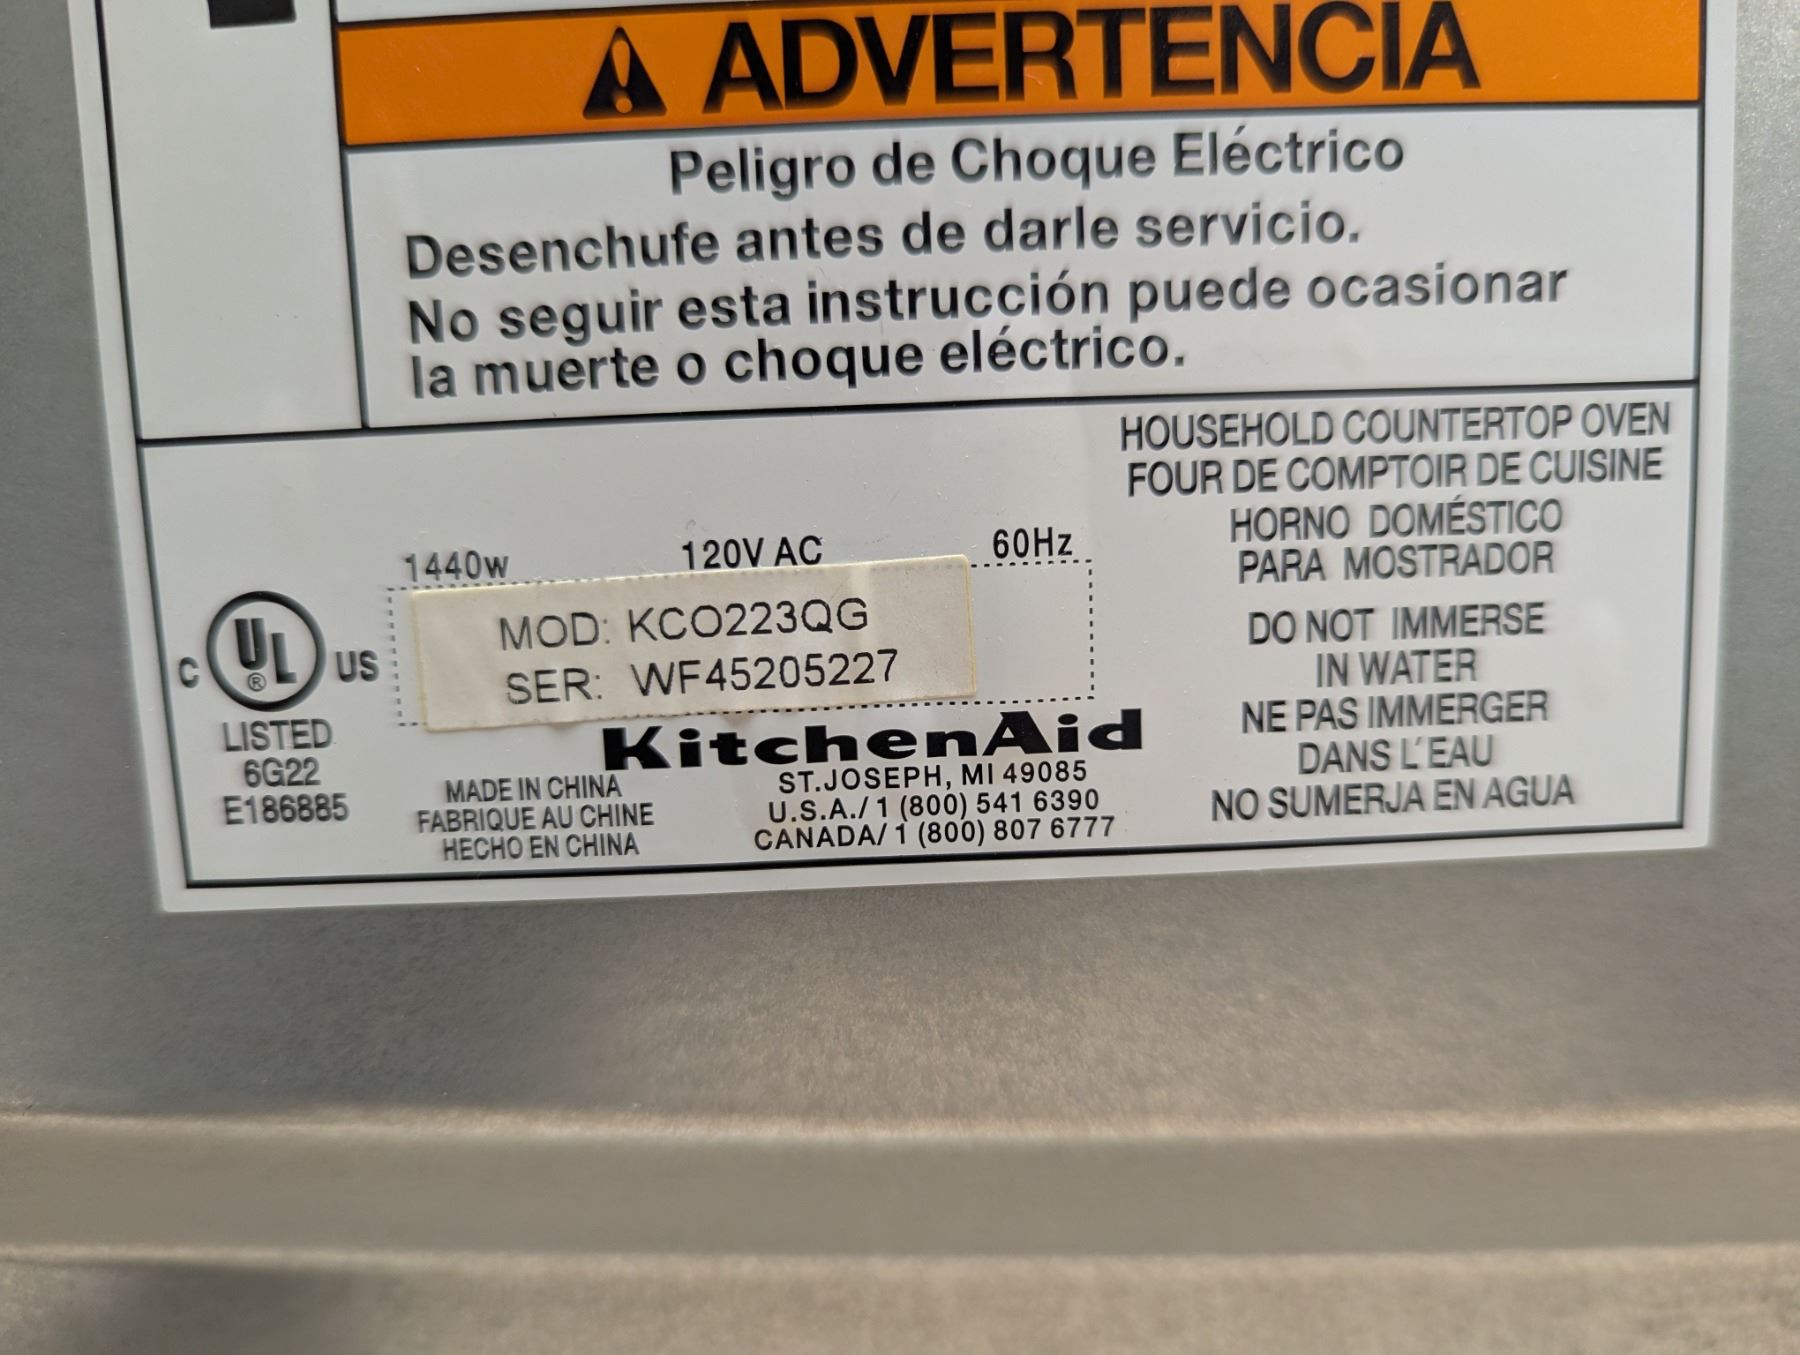 ADVERTENCIA
Peligro de Choque Eléctrico
Desenchufe antes de darle servicio.
No seguir esta instrucción puede ocasionar
la muerte o choque eléctrico.
1440w 120V AC 60Hz
MOD: KCO223QG
SER: WF45205227
C UL ® US
LISTED
6G22
E186885
KitchenAid
ST.JOSEPH, MI 49085
U.S.A./ 1 (800) 541 6390
CANADA/ 1 (800) 807 6777
MADE IN CHINA
FABRIQUE AU CHINE
HECHO EN CHINA
HOUSEHOLD COUNTERTOP OVEN
FOUR DE COMPTOIR DE CUISINE
HORNO DOMÉSTICO
PARA MOSTRADOR
DO NOT IMMERSE
IN WATER
NE PAS IMMERGER
DANS L'EAU
NO SUMERJA EN AGUA